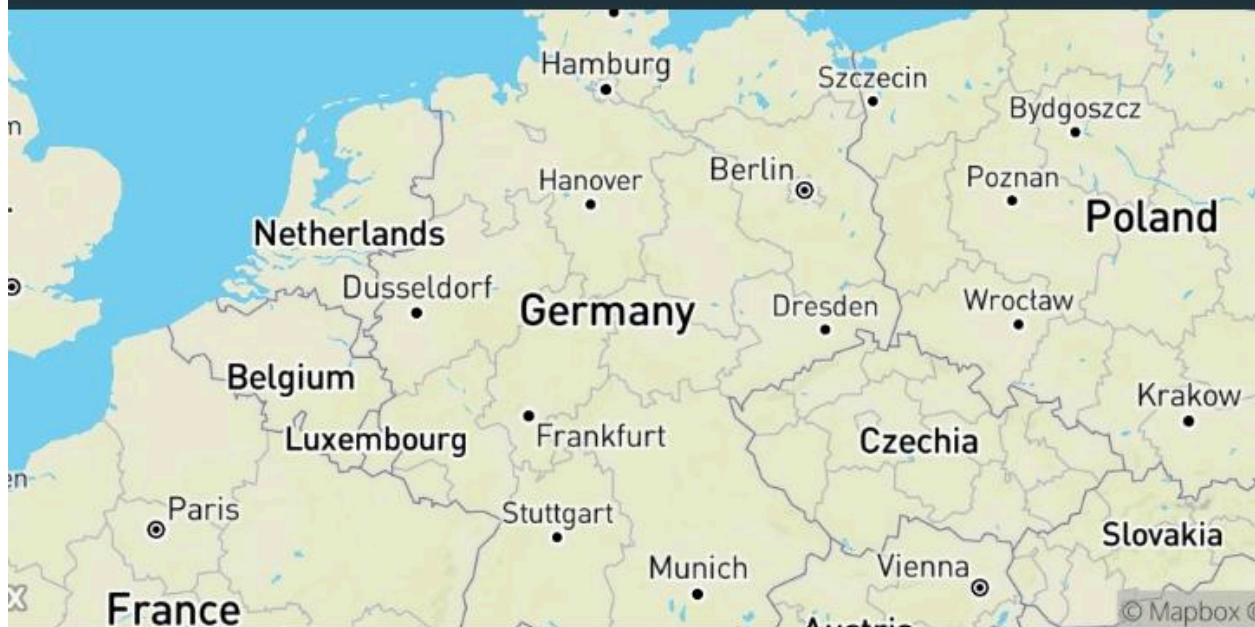 Hamburg
Szczecin
Bydgoszcz
Hanover
Berlin
Poznan
Poland
Netherlands
Dusseldorf
Germany
Dresden
Wrocław
Belgium
Krakow
Luxembourg
Frankfurt
Czechia
Paris
Stuttgart
Slovakia
Munich
Vienna
France
© Mapbox